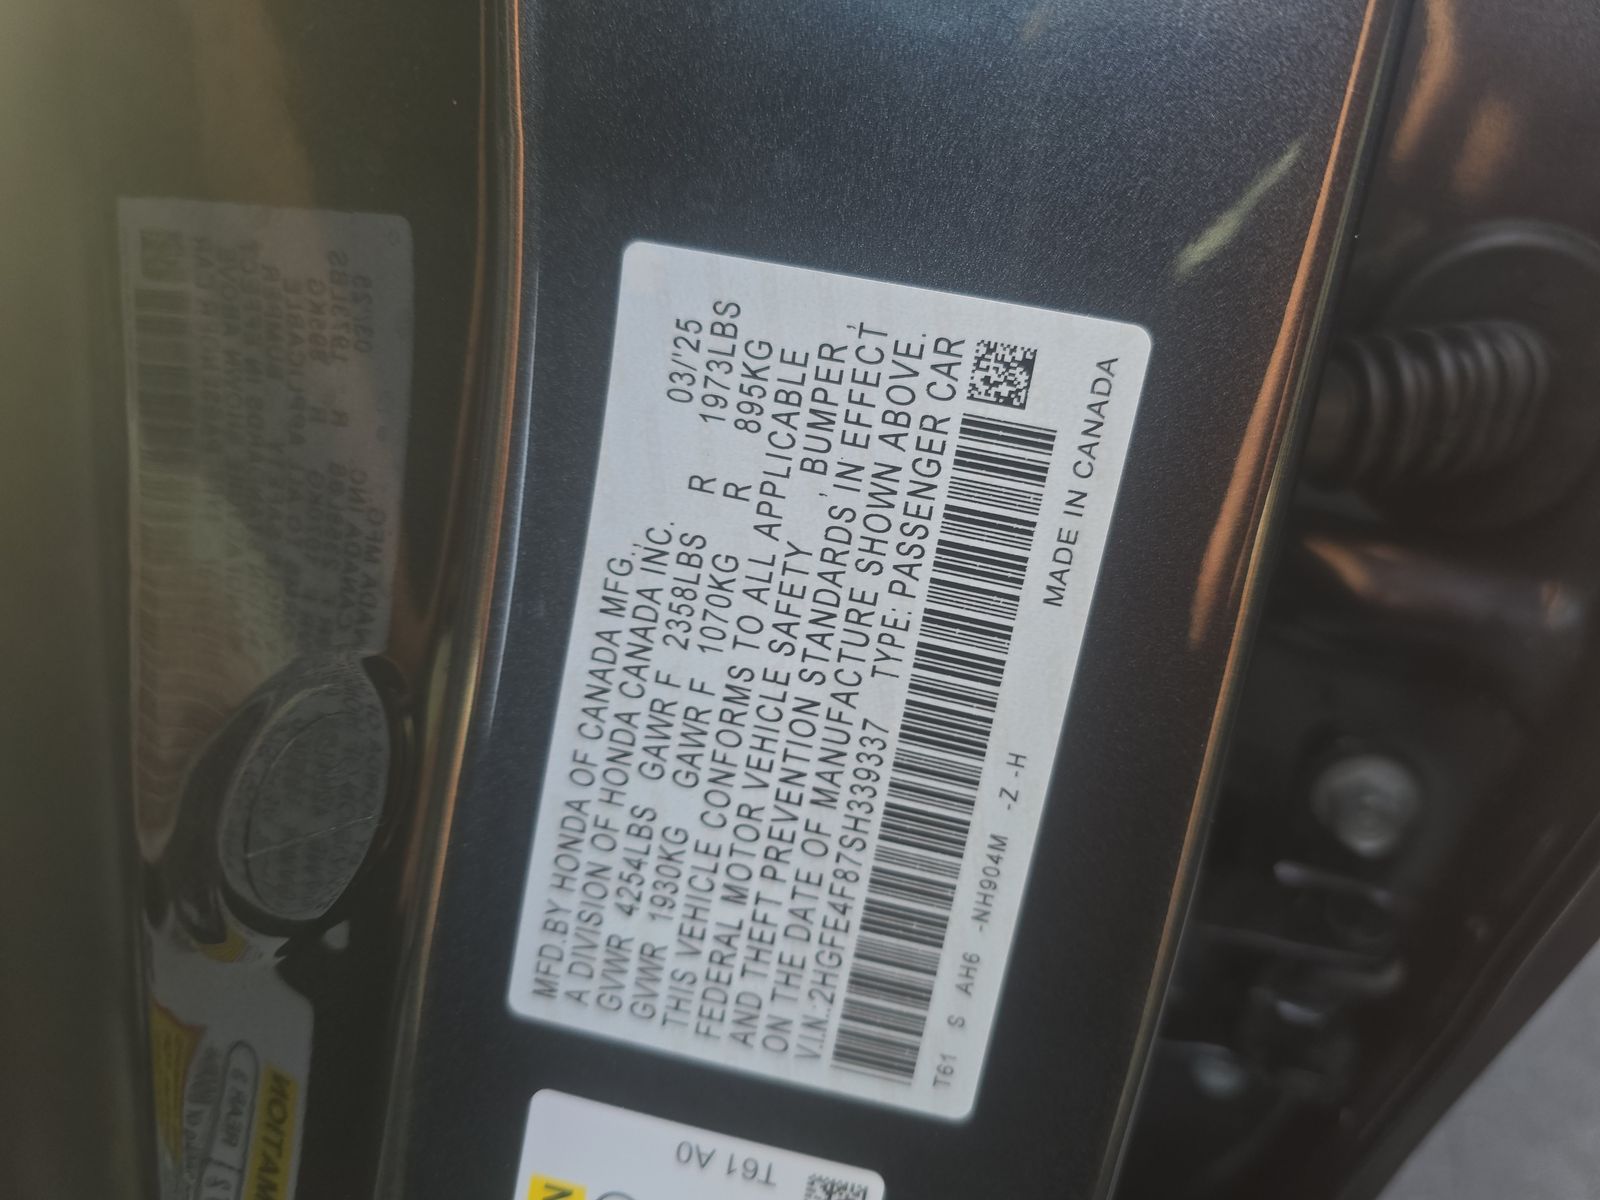 MFD.BY HONDA OF CANADA MFG.,
A DIVISION OF HONDA CANADA INC. 03/'25
GVWR 4254LBS GAWR F 2358LBS R 1973LBS
GVWR 1930KG GAWR F 1070KG R 895KG
THIS VEHICLE CONFORMS TO ALL APPLICABLE
FEDERAL MOTOR VEHICLE SAFETY, BUMPER,
AND THEFT PREVENTION STANDARDS IN EFFECT
ON THE DATE OF MANUFACTURE SHOWN ABOVE.
V.I.N.:2HGFE4F87SH339337 TYPE: PASSENGER CAR
T61 S AH6 -NH904M -Z -H
MADE IN CANADA
T61 A0